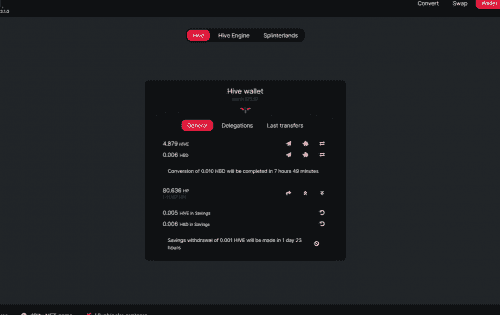 Convert Swap
Hive Hive Engine Splinterlands
Hive wallet
General Delegations Last transfers
4.879 HIVE
0.006 HBD
Conversion of 0.010 HBD will be completed in 7 hours 49 minutes
80.636 HP
0.005 HIVE in Savings
0.006 HBD in Savings
Savings withdrawal of 0.001 HIVE will be made in 1 day 23
hours